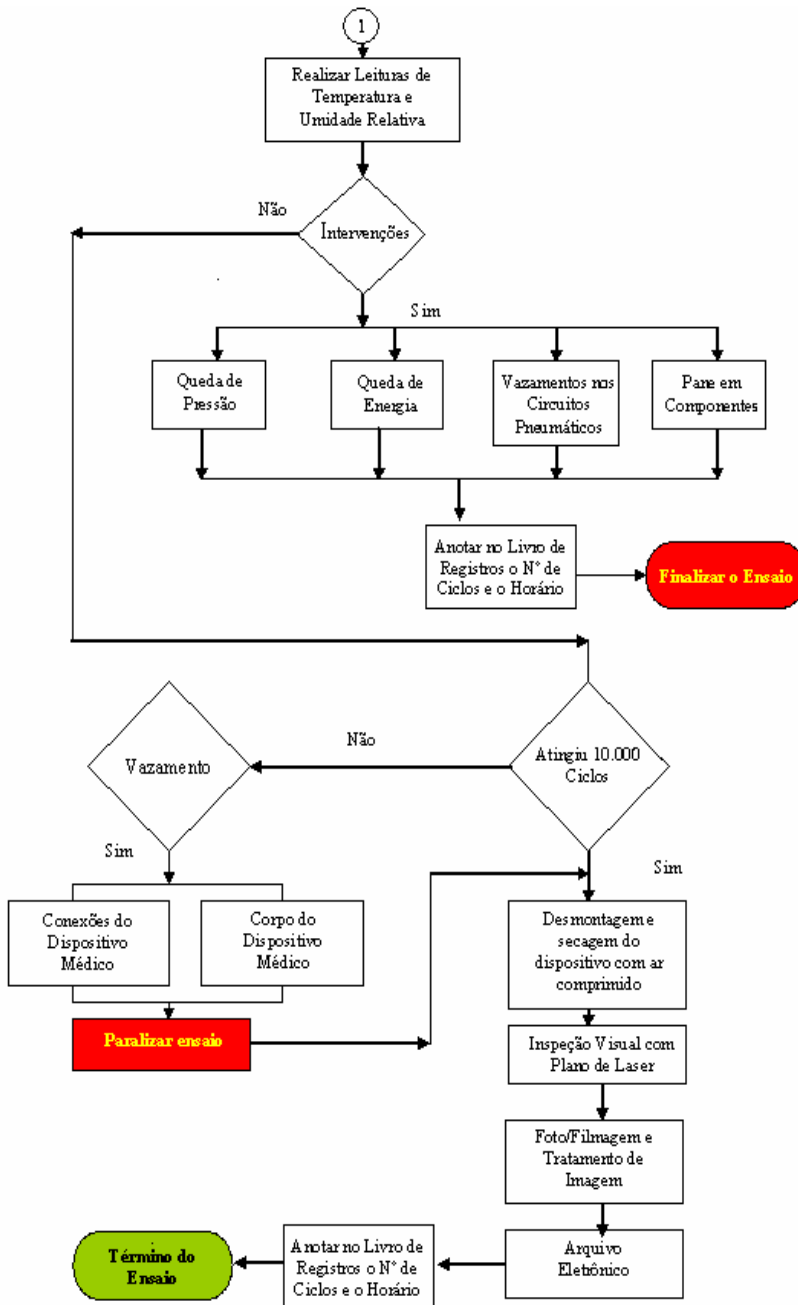 1
Realizar Leituras de
Temperatura e
Umidade Relativa
Não
Intervenções
Sim
Queda de
Pressão
Queda de
Energia
Vazamentos nos
Circuitos
Pneumáticos
Pane em
Componentes
Anotar no Livro de
Registros o N° de
Ciclos e o Horário
Finalizar o Ensaio
Vazamento
Não
Atingiu 10.000
Ciclos
Sim
Sim
Conexões do
Dispositivo
Médico
Corpo do
Dispositivo
Médico
Desmontagem e
secagem do
dispositivo com ar
comprimido
Paralizar ensaio
Inspeção Visual com
Plano de Laser
Foto/Filmagem e
Tratamento de
Imagem
Término do
Ensaio
Anotar no Livro de
Registros o N° de
Ciclos e o Horário
Arquivo
Eletrônico